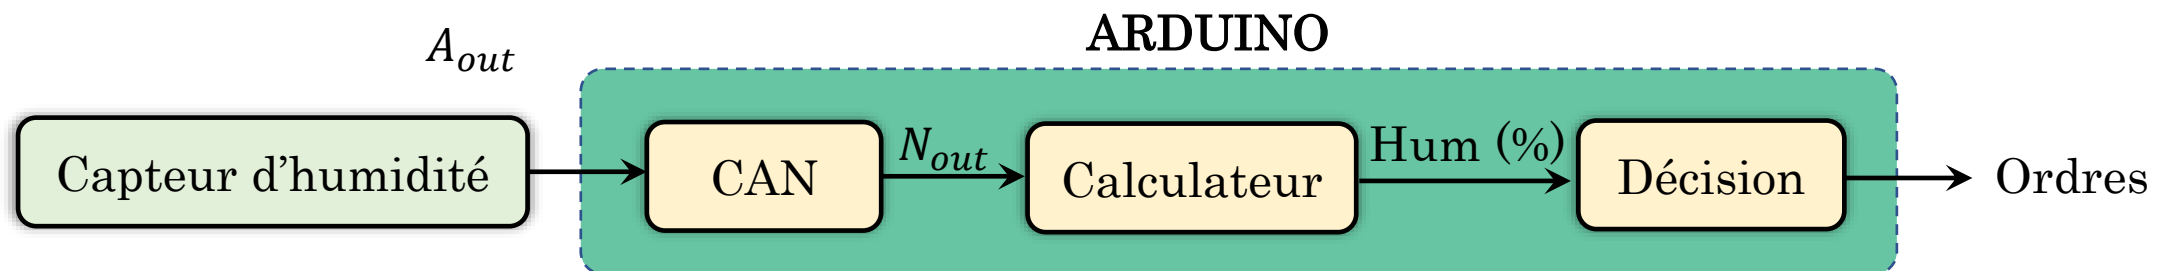 ARDUINO
A_out
Capteur d’humidité
CAN
N_out
Calculateur
Hum (%)
Décision
Ordres